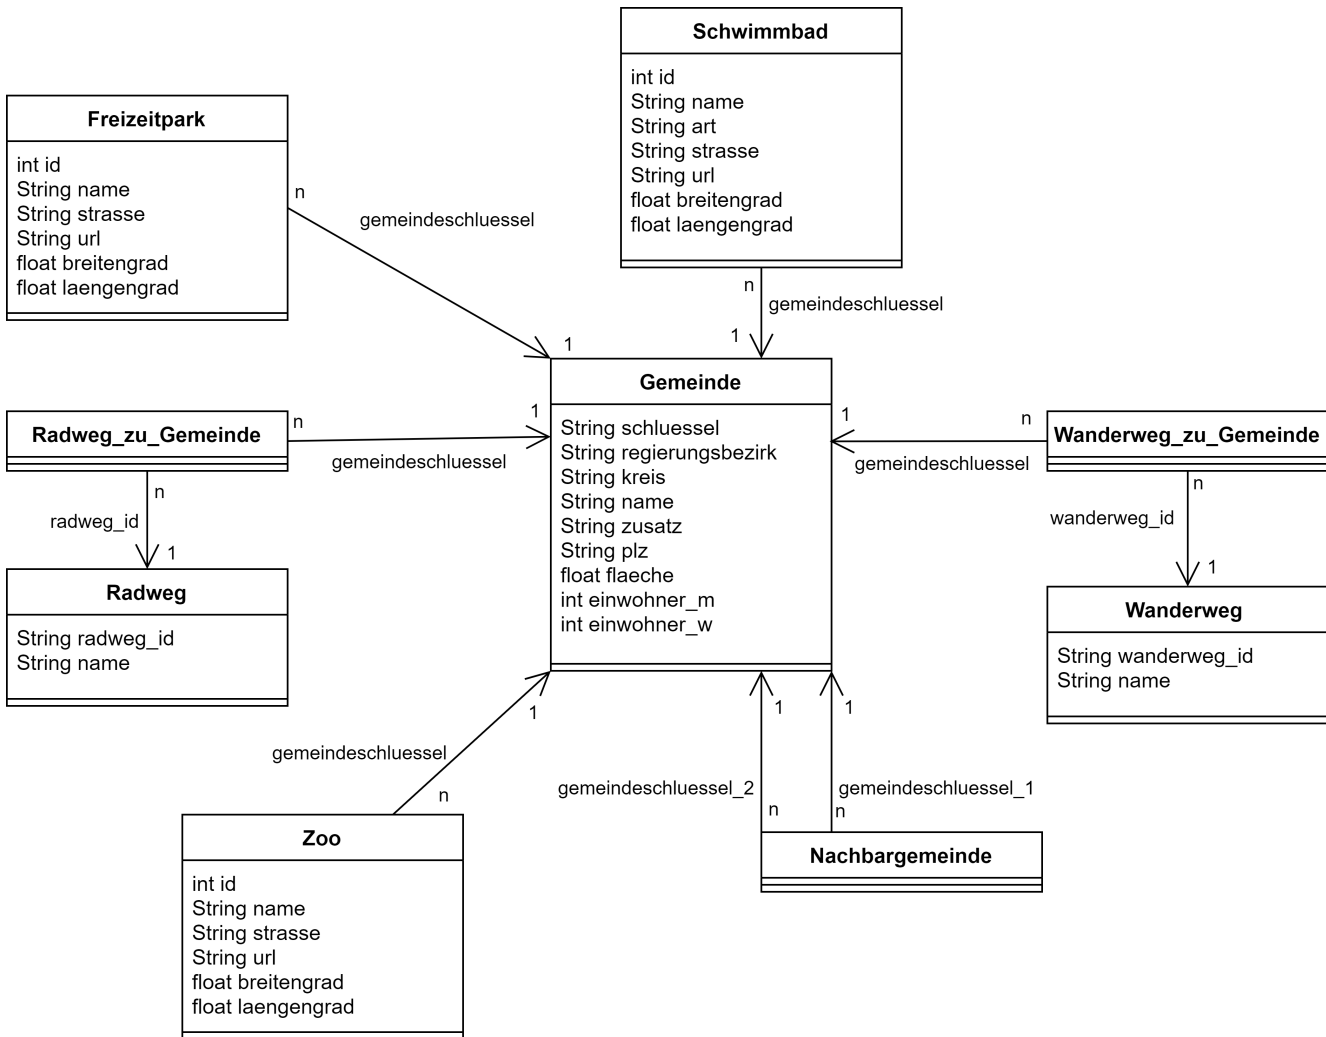 Schwimmbad
int id
String name
String art
String strasse
String url
float breitengrad
float laengengrad
Freizeitpark
int id
String name
String strasse
String url
float breitengrad
float laengengrad
n
gemeindeschluessel
1
n
gemeindeschluessel
1
Gemeinde
String schluessel
String regierungsbezirk
String kreis
String name
String zusatz
String plz
float flaeche
int einwohner_m
int einwohner_w
Radweg_zu_Gemeinde
n
1
gemeindeschluessel
n
radweg_id
1
Radweg
String radweg_id
String name
1
n
gemeindeschluessel
Wanderweg_zu_Gemeinde
n
wanderweg_id
1
Wanderweg
String wanderweg_id
String name
1
gemeindeschluessel
n
Zoo
int id
String name
String strasse
String url
float breitengrad
float laengengrad
1
1
gemeindeschluessel_2
gemeindeschluessel_1
n
n
Nachbargemeinde